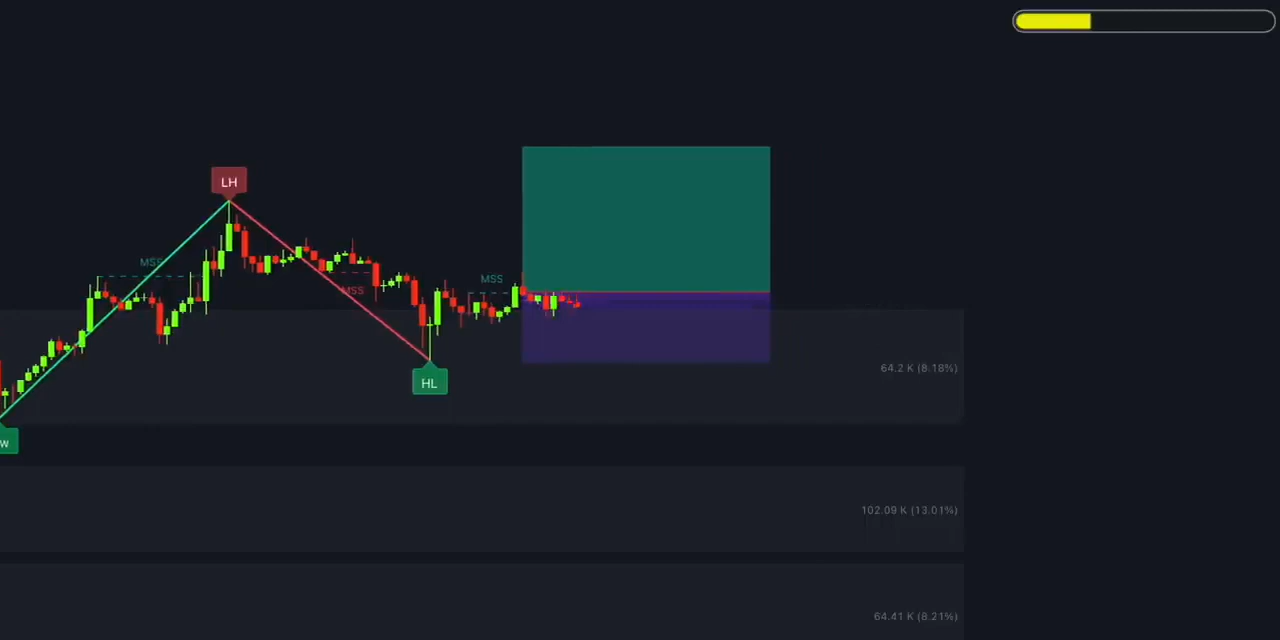 LH
MSS
MSS
MSS
64.2 K (8.18%)
HL
w
102.09 K (13.01%)
64.41 K (8.21%)